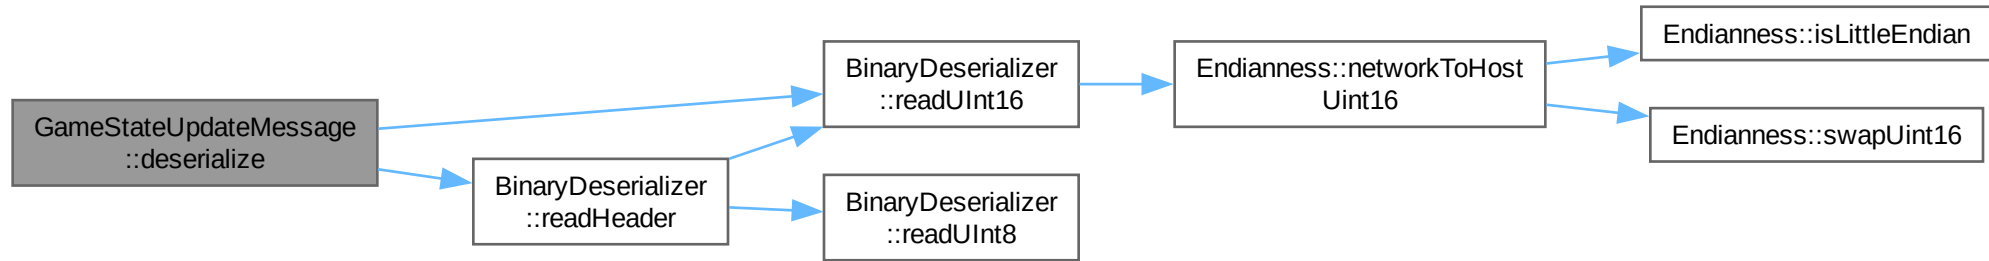 GameStateUpdateMessage
::deserialize
BinaryDeserializer
::readHeader
BinaryDeserializer
::readUInt16
BinaryDeserializer
::readUInt8
Endianness::networkToHost
Uint16
Endianness::isLittleEndian
Endianness::swapUint16